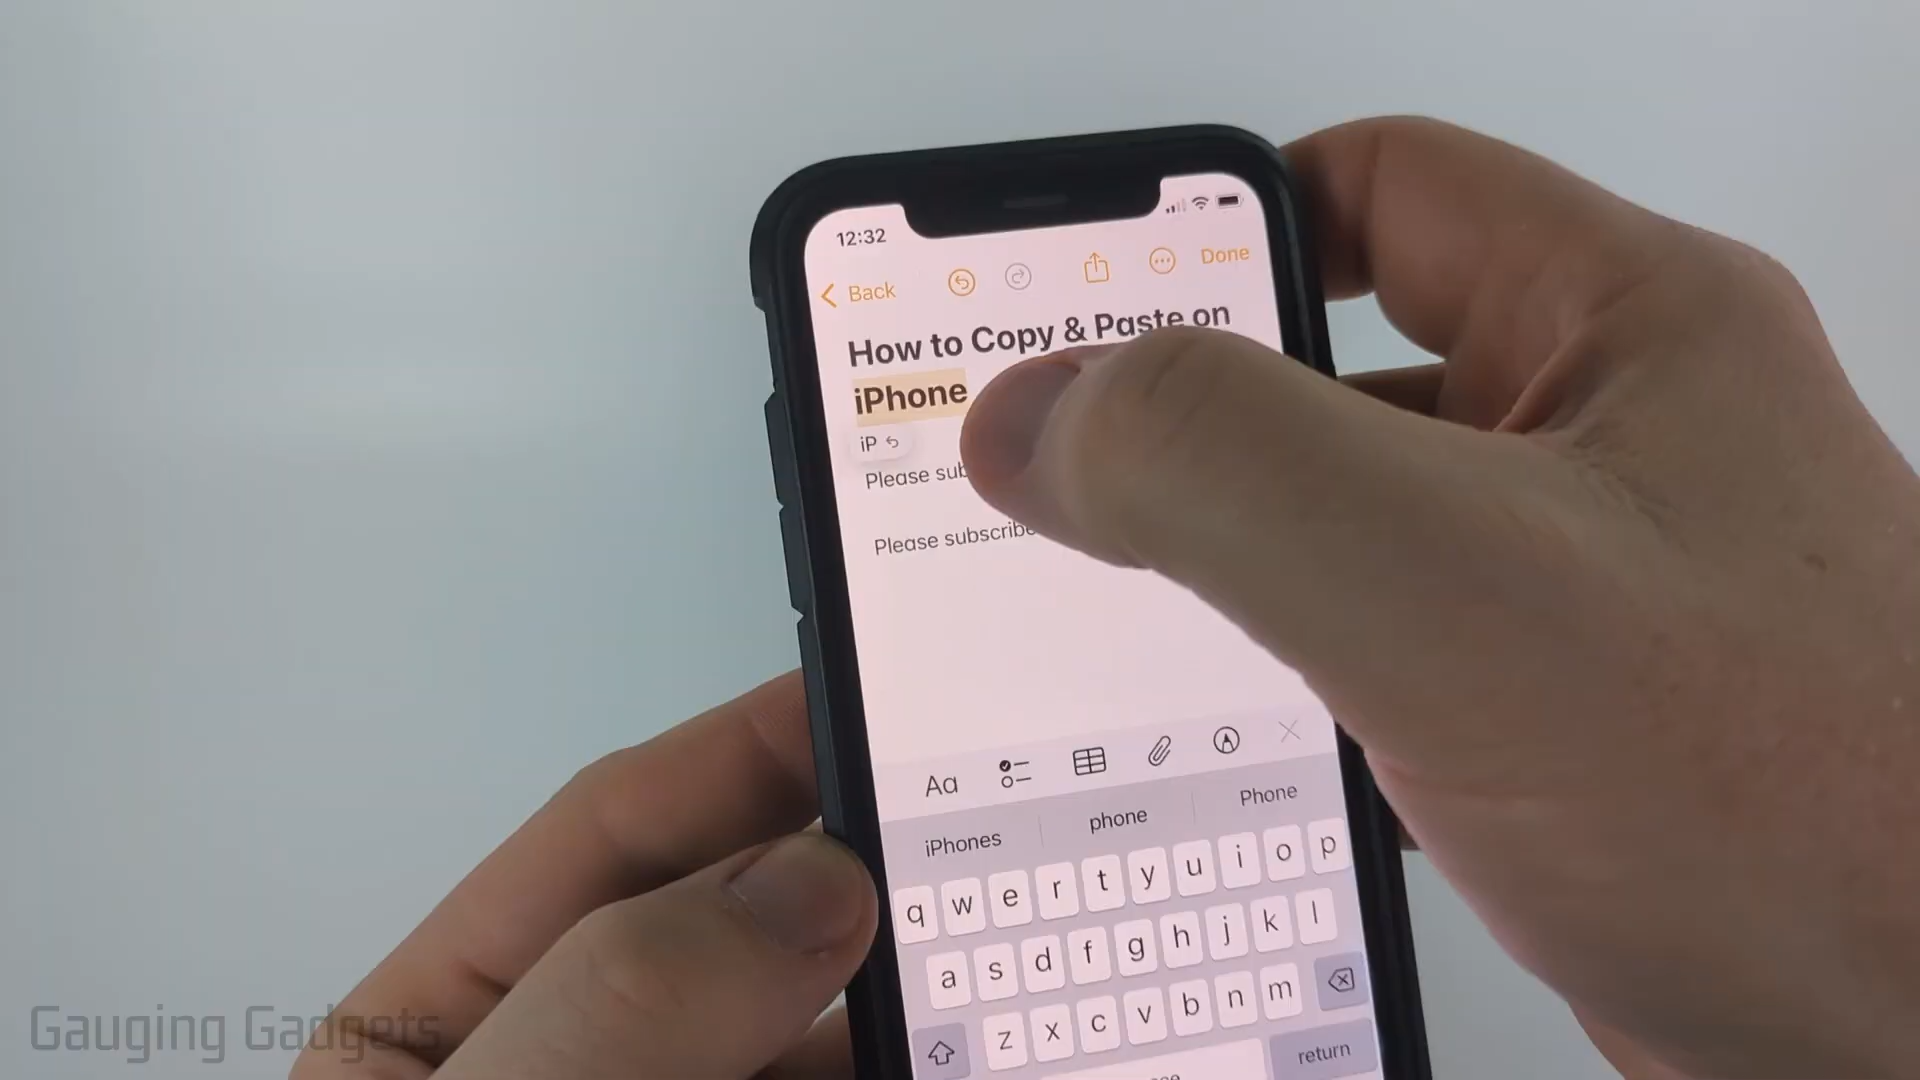 12:32
Back
Done
How to Copy & Paste on
iPhone
iP
Please
Please subscribe
Aa
iPhones phone Phone
q w e r t y u i o p
a s d f g h j k l
z x c v b n m
return
Gauging Gadgets